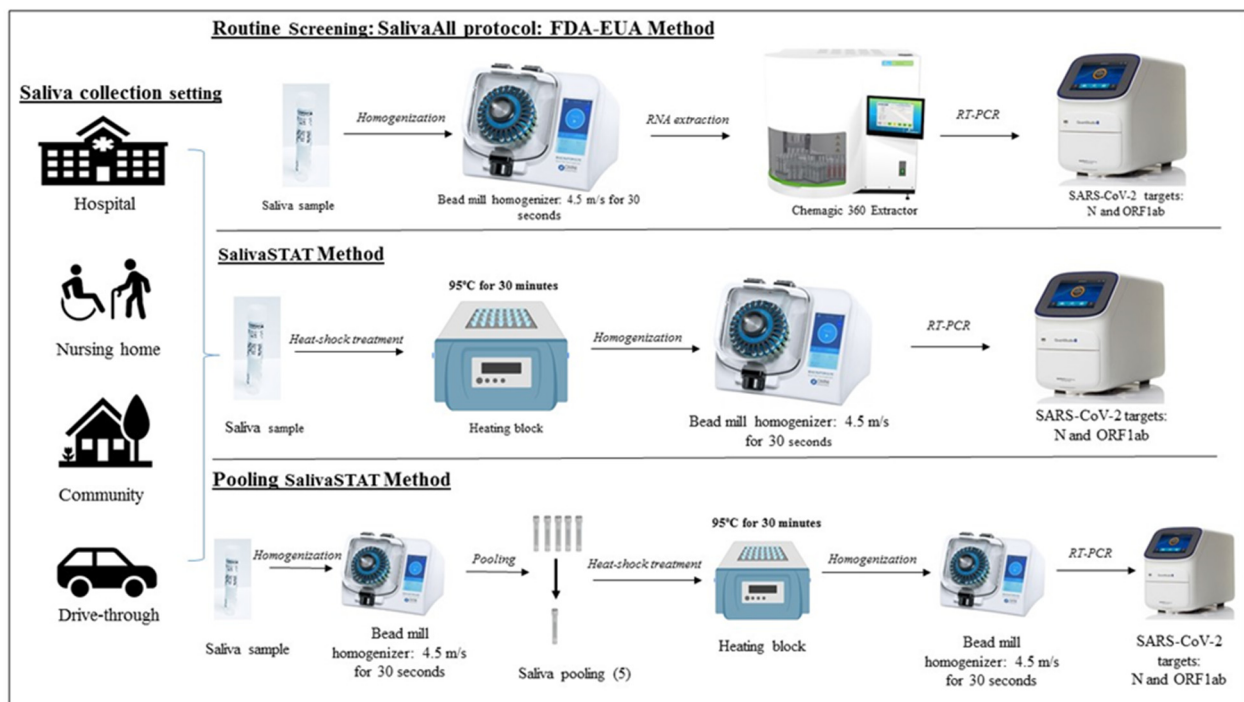 Routine Screening: SalivaAll protocol: FDA-EUA Method
Saliva collection setting
Hospital
Nursing home
Community
Drive-through
Saliva sample
Homogenization
Bead mill homogenizer: 4.5 m/s for 30
seconds
RNA extraction
Chemagic 360 Extractor
RT-PCR
SARS-CoV-2 targets:
N and ORF1ab
SalivaSTAT Method
Saliva sample
Heat-shock treatment
95°C for 30 minutes
Heating block
Homogenization
Bead mill homogenizer: 4.5 m/s
for 30 seconds
RT-PCR
SARS-CoV-2 targets:
N and ORF1ab
Pooling SalivaSTAT Method
Saliva sample
Homogenization
Bead mill
homogenizer: 4.5 m/s
for 30 seconds
Pooling
Saliva pooling (5)
Heat-shock treatment
95°C for 30 minutes
Heating block
Homogenization
Bead mill
homogenizer: 4.5 m/s
for 30 seconds
RT-PCR
SARS-CoV-2
targets:
N and ORF1ab